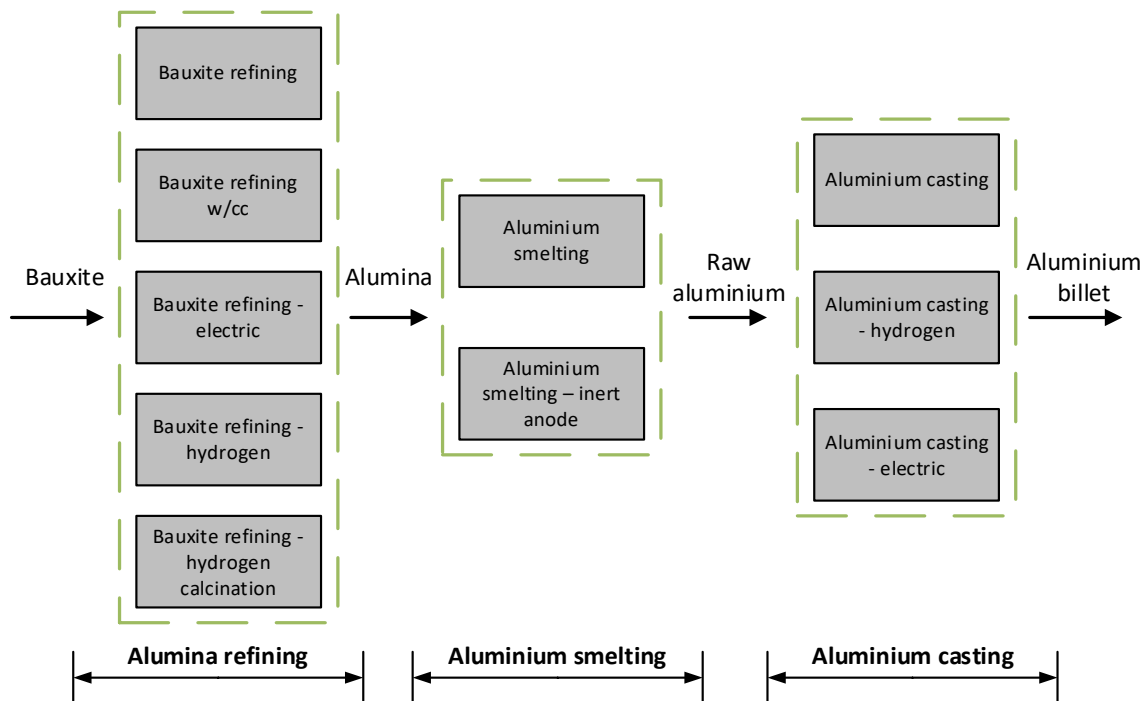 Bauxite
Bauxite refining
Bauxite refining
w/cc
Bauxite refining -
electric
Bauxite refining -
hydrogen
Bauxite refining -
hydrogen
calcination
Alumina
Aluminium
smelting
Aluminium
smelting – inert
anode
Raw
aluminium
Aluminium casting
Aluminium casting
- hydrogen
Aluminium casting
- electric
Aluminium
billet
Alumina refining
Aluminium smelting
Aluminium casting